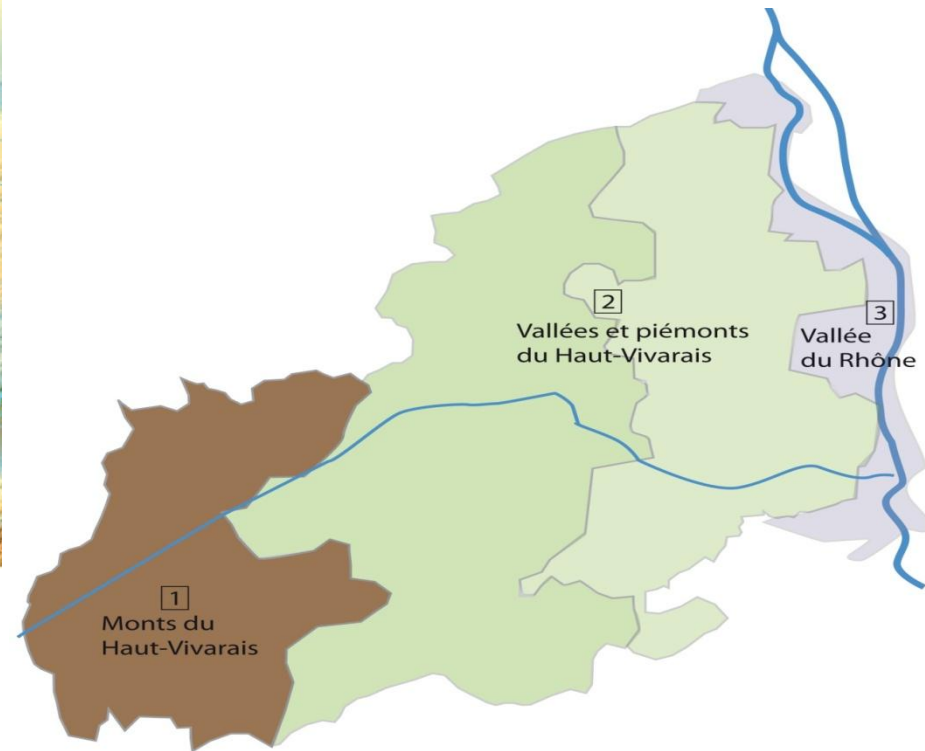 1
Monts du
Haut-Vivarais
2
Vallées et piémonts
du Haut-Vivarais
3
Vallée
du Rhône